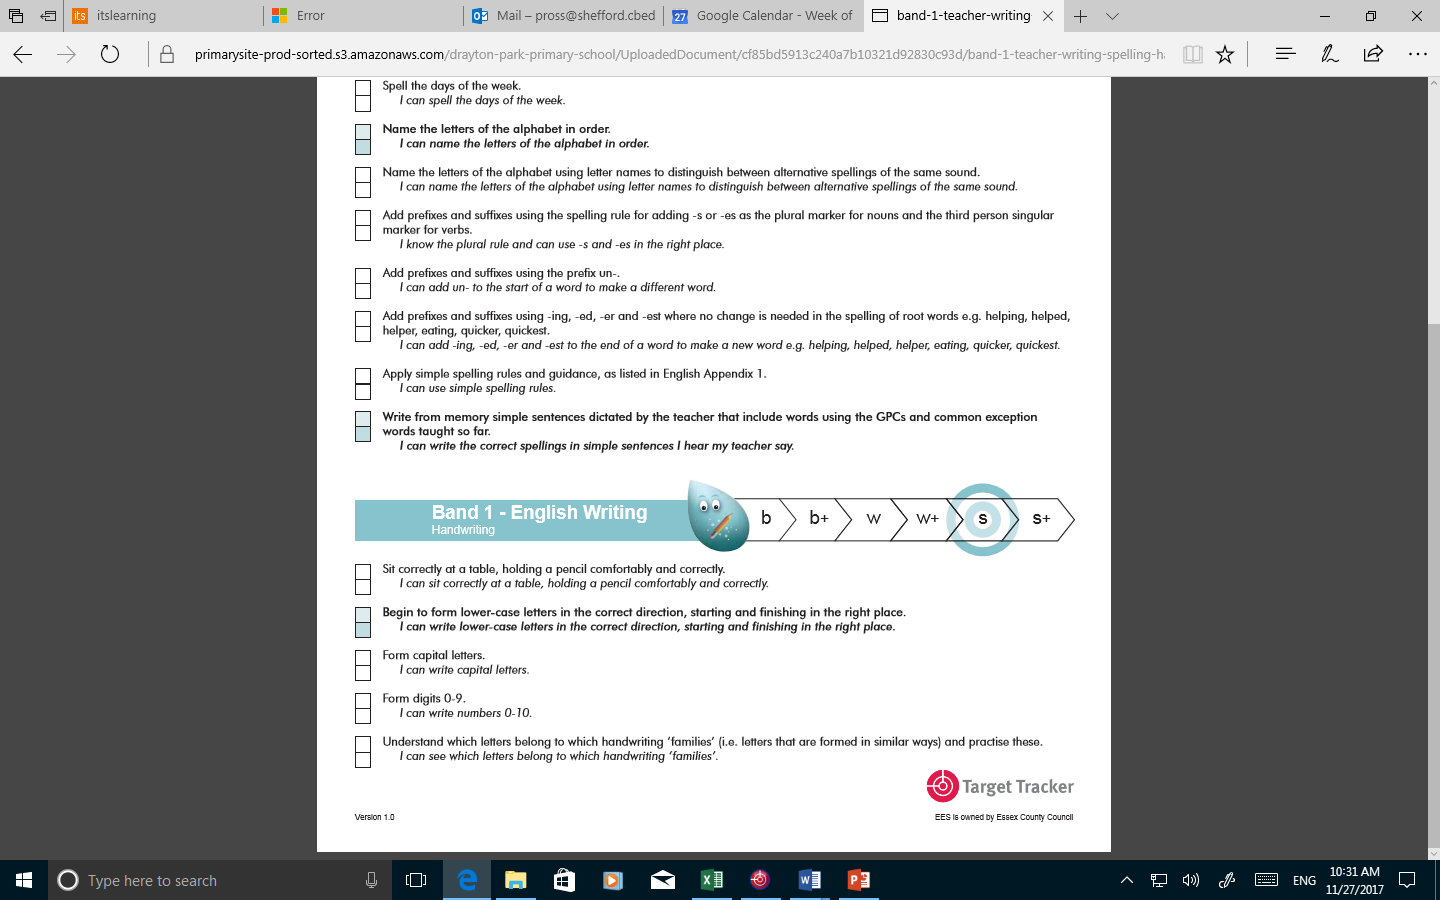 itslearning
Error
Mail – pross@shefford.cbed
27 Google Calendar - Week of
band-1-teacher-writing
primarysite-prod-sorted.s3.amazonaws.com/drayton-park-primary-school/UploadedDocument/cf85bd5913c240a7b10321d92830c93d/band-1-teacher-writing-spelling-h
Spell the days of the week.
I can spell the days of the week.
Name the letters of the alphabet in order.
I can name the letters of the alphabet in order.
Name the letters of the alphabet using letter names to distinguish between alternative spellings of the same sound.
I can name the letters of the alphabet using letter names to distinguish between alternative spellings of the same sound.
Add prefixes and suffixes using the spelling rule for adding -s or -es as the plural marker for nouns and the third person singular
marker for verbs.
I know the plural rule and can use -s and -es in the right place.
Add prefixes and suffixes using the prefix un-.
I can add un- to the start of a word to make a different word.
Add prefixes and suffixes using -ing, -ed, -er and -est where no change is needed in the spelling of root words e.g. helping, helped,
helper, eating, quicker, quickest.
I can add -ing, -ed, -er and -est to the end of a word to make a new word e.g. helping, helped, helper, eating, quicker, quickest.
Apply simple spelling rules and guidance, as listed in English Appendix 1.
I can use simple spelling rules.
Write from memory simple sentences dictated by the teacher that include words using the GPCs and common exception
words taught so far.
I can write the correct spellings in simple sentences I hear my teacher say.
Band 1 - English Writing
Handwriting
b b+ w w+ s s+
Sit correctly at a table, holding a pencil comfortably and correctly.
I can sit correctly at a table, holding a pencil comfortably and correctly.
Begin to form lower-case letters in the correct direction, starting and finishing in the right place.
I can write lower-case letters in the correct direction, starting and finishing in the right place.
Form capital letters.
I can write capital letters.
Form digits 0-9.
I can write numbers 0-10.
Understand which letters belong to which handwriting ‘families’ (i.e. letters that are formed in similar ways) and practise these.
I can see which letters belong to which handwriting ‘families’.
Target Tracker
Version 1.0
EES is owned by Essex County Council
Type here to search
ENG
10:31 AM
11/27/2017